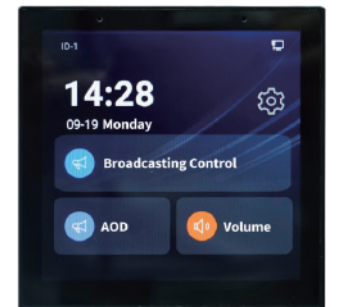 ID-1
14:28
09-19 Monday
Broadcasting Control
AOD
Volume